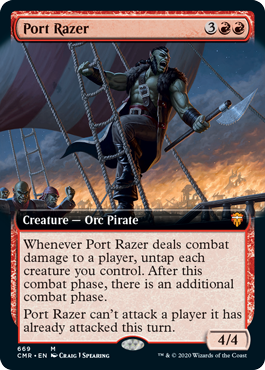 Port Razer 3
Creature — Orc Pirate
Whenever Port Razer deals combat
damage to a player, untap each
creature you control. After this
combat phase, there is an additional
combat phase.
Port Razer can't attack a player it has
already attacked this turn.
4/4
669 M
CMR • EN Craig J Spearing
™ & © 2020 Wizards of the Coast